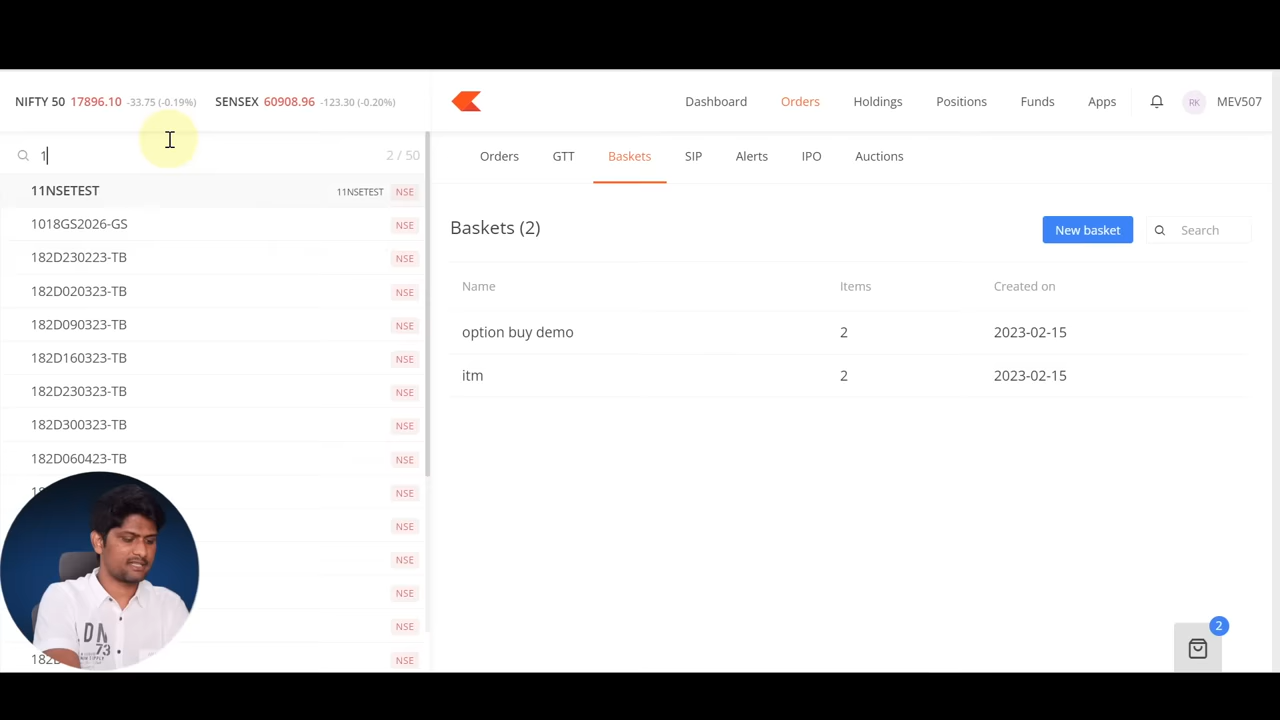 NIFTY 50 17896.10 -33.75 (-0.19%) SENSEX 60908.96 -123.30 (-0.20%)
Dashboard Orders Holdings Positions Funds Apps RK MEV507
1 2 / 50
Orders GTT Baskets SIP Alerts IPO Auctions
11NSETEST 11NSETEST NSE
1018GS2026-GS NSE
182D230223-TB NSE
182D020323-TB NSE
182D090323-TB NSE
182D160323-TB NSE
182D230323-TB NSE
182D300323-TB NSE
182D060423-TB NSE
NSE
NSE
NSE
NSE
NSE
NSE
Baskets (2) New basket Search
Name Items Created on
option buy demo 2 2023-02-15
itm 2 2023-02-15
2
DN
73